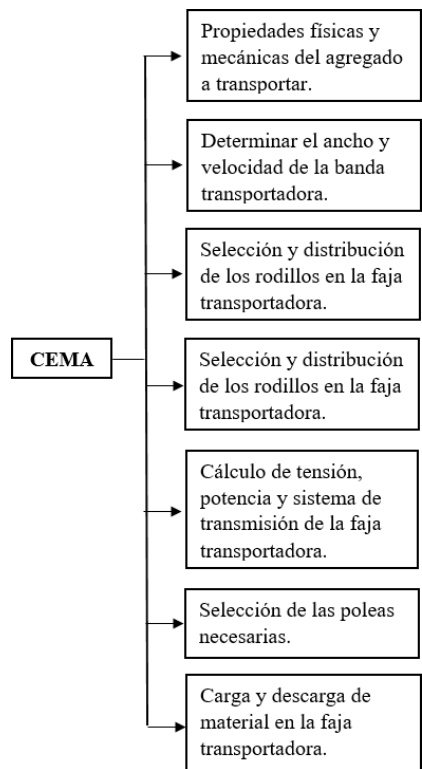 Propiedades físicas y
mecánicas del agregado
a transportar.
Determinar el ancho y
velocidad de la banda
transportadora.
Selección y distribución
de los rodillos en la faja
transportadora.
CEMA
Selección y distribución
de los rodillos en la faja
transportadora.
Cálculo de tensión,
potencia y sistema de
transmisión de la faja
transportadora.
Selección de las poleas
necesarias.
Carga y descarga de
material en la faja
transportadora.